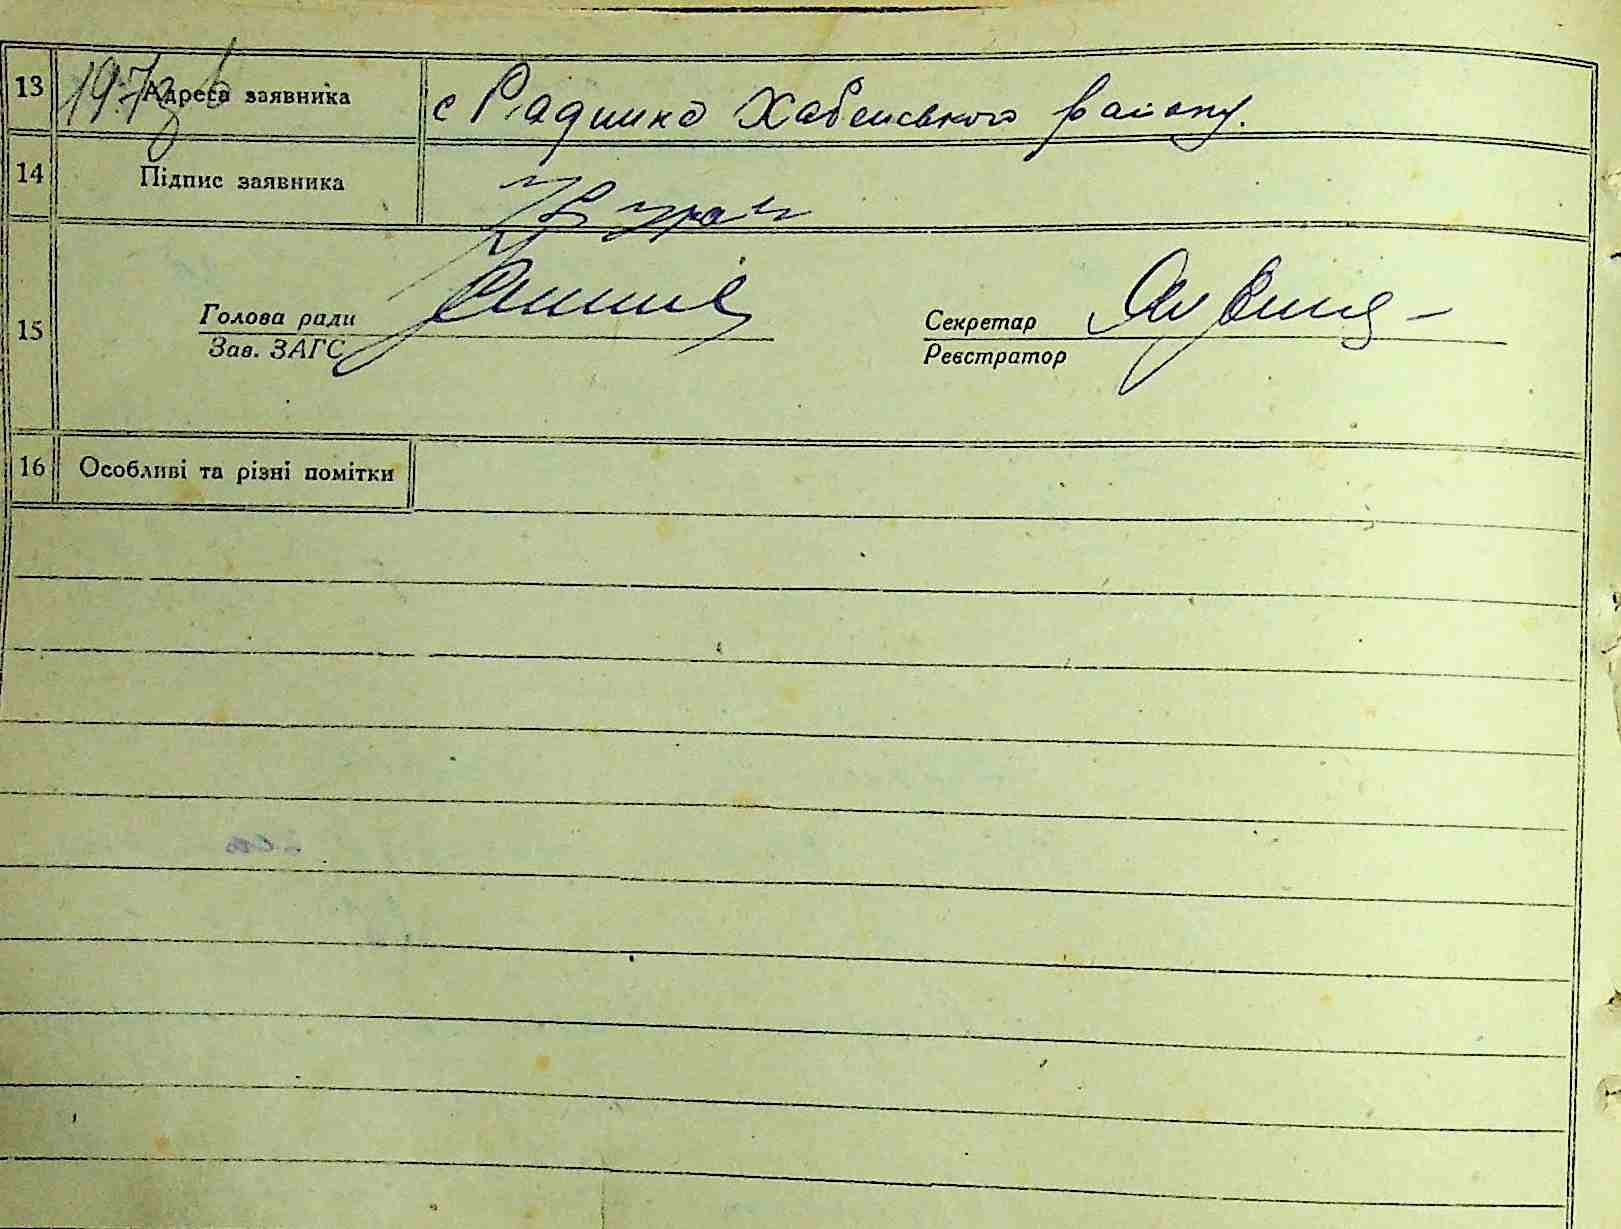 13 Адреса заявника с Радинка Хабенського району.
14 Підпис заявника
15 Голова ради Секретар
Зав. ЗАГС Реєстратор
16 Особливі та різні помітки